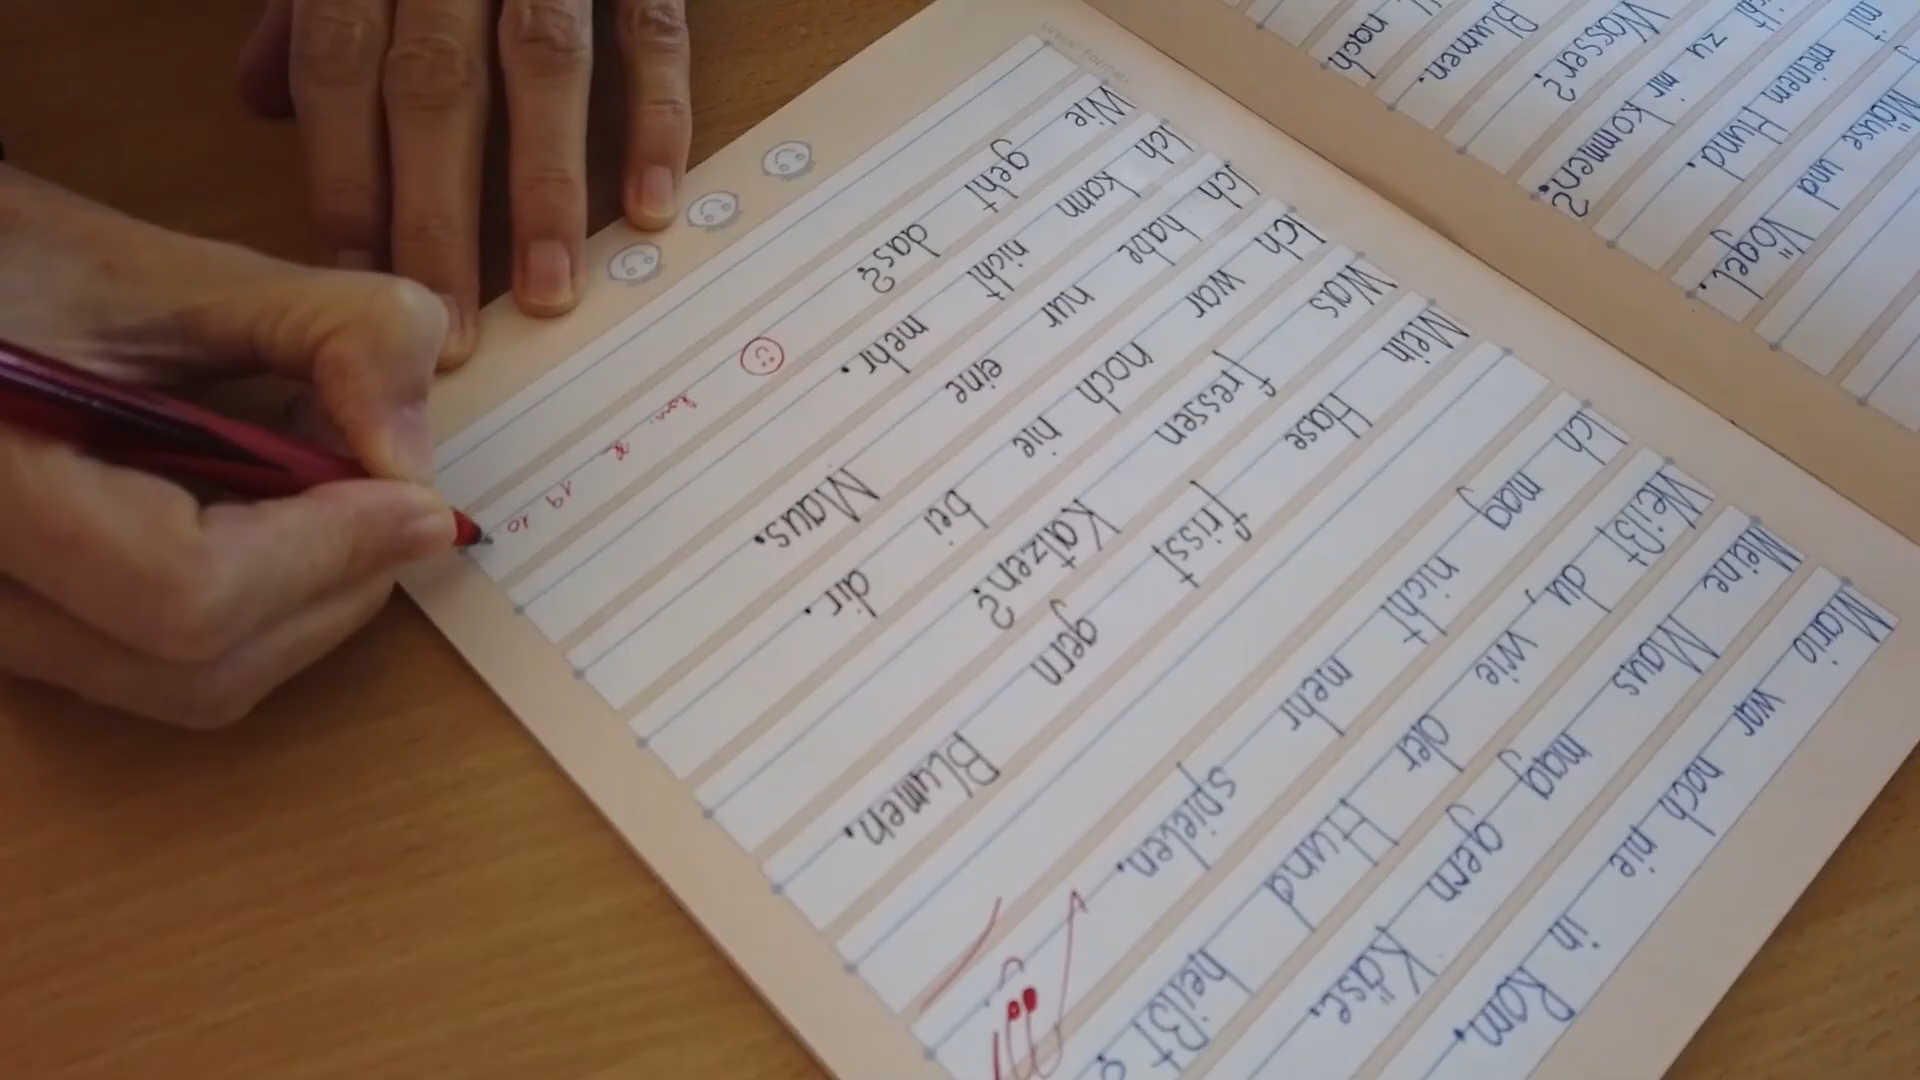 Mäuse und Vögel.
mit meinem Hund.
zu mir kommen?
Wasser?
Blumen.
nach
Mario war noch nie in Rom.
Meine Maus mag gern Käse.
Weißt du, wie der Hund heißt?
Ich mag nicht mehr spielen.
Mein Hase frisst gern Blumen.
Was fressen Katzen?
Ich war noch nie bei dir.
Ich habe nur eine Maus.
Ich kann nicht mehr.
Wie geht das?